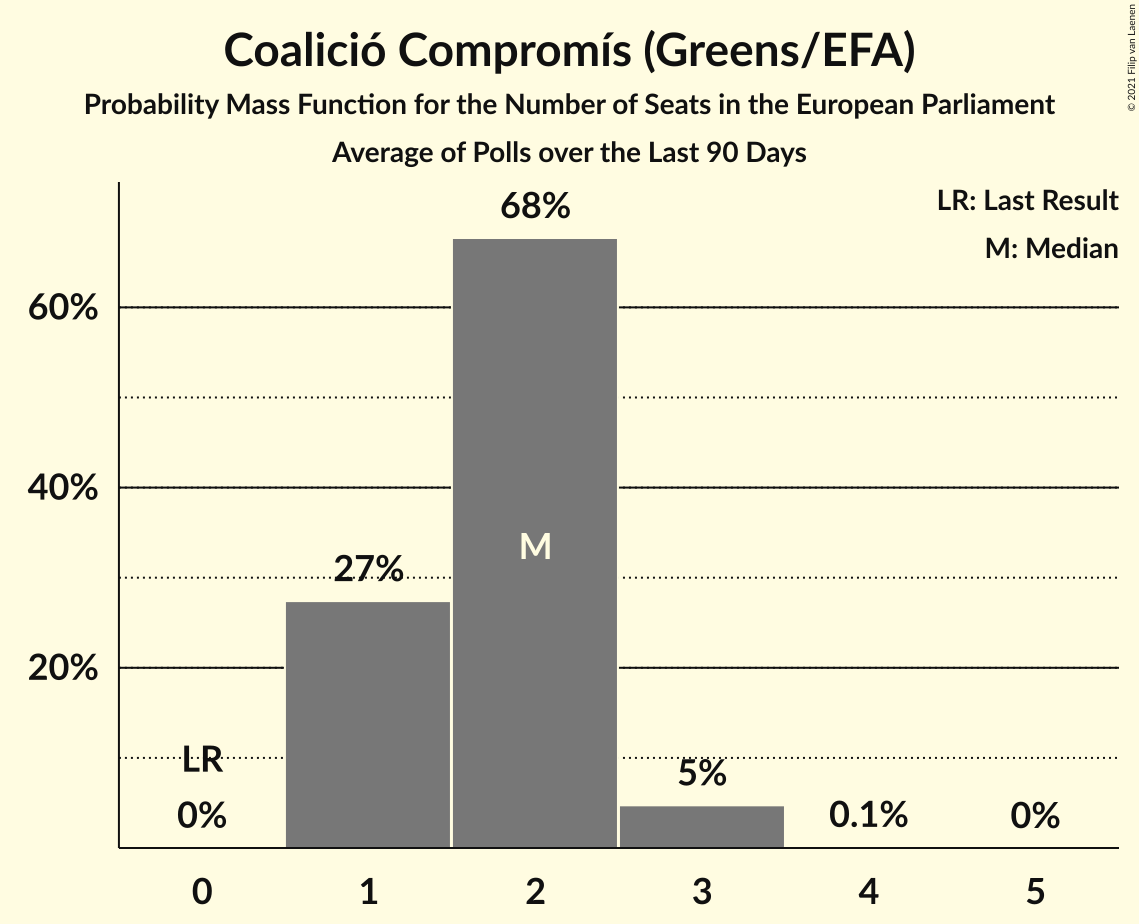 Coalició Compromís (Greens/EFA)
Probability Mass Function for the Number of Seats in the European Parliament
Average of Polls over the Last 90 Days
© 2021 Filip van Laenen
LR: Last Result
M: Median
68%
60%
40%
M
27%
20%
LR
5%
0%
0.1%
0%
0 1 2 3 4 5